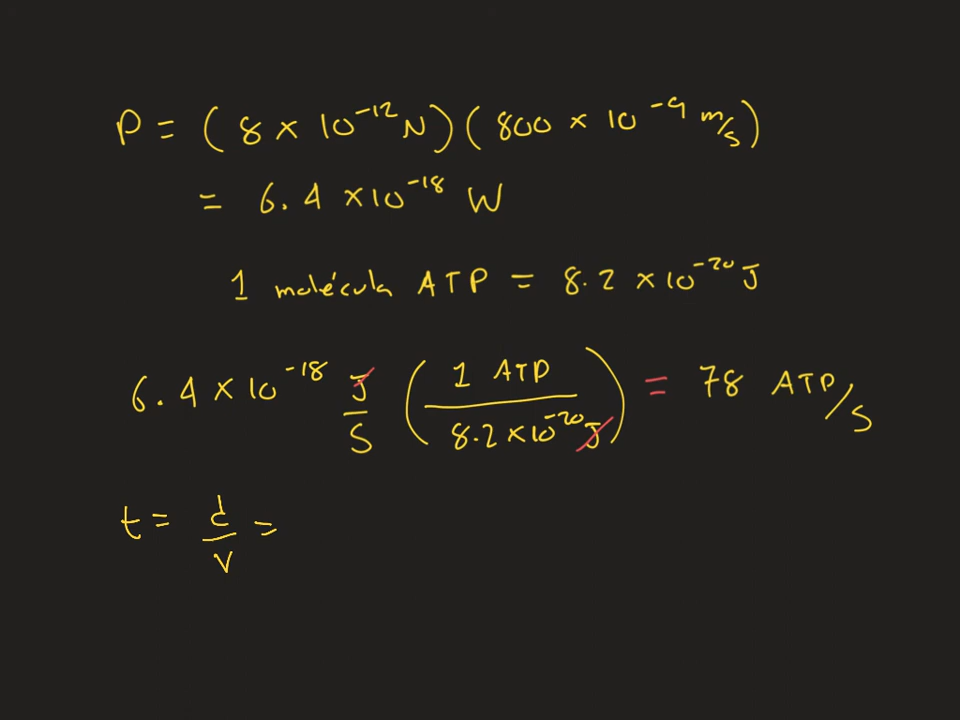 P = (8 × 10⁻¹² N)(800 × 10⁻⁹ m/s)
= 6.4 × 10⁻¹⁸ W
1 molécula ATP = 8.2 × 10⁻²⁰ J
6.4 × 10⁻¹⁸ J/S (1 ATP / 8.2 × 10⁻²⁰ J) = 78 ATP/S
t = d/v =